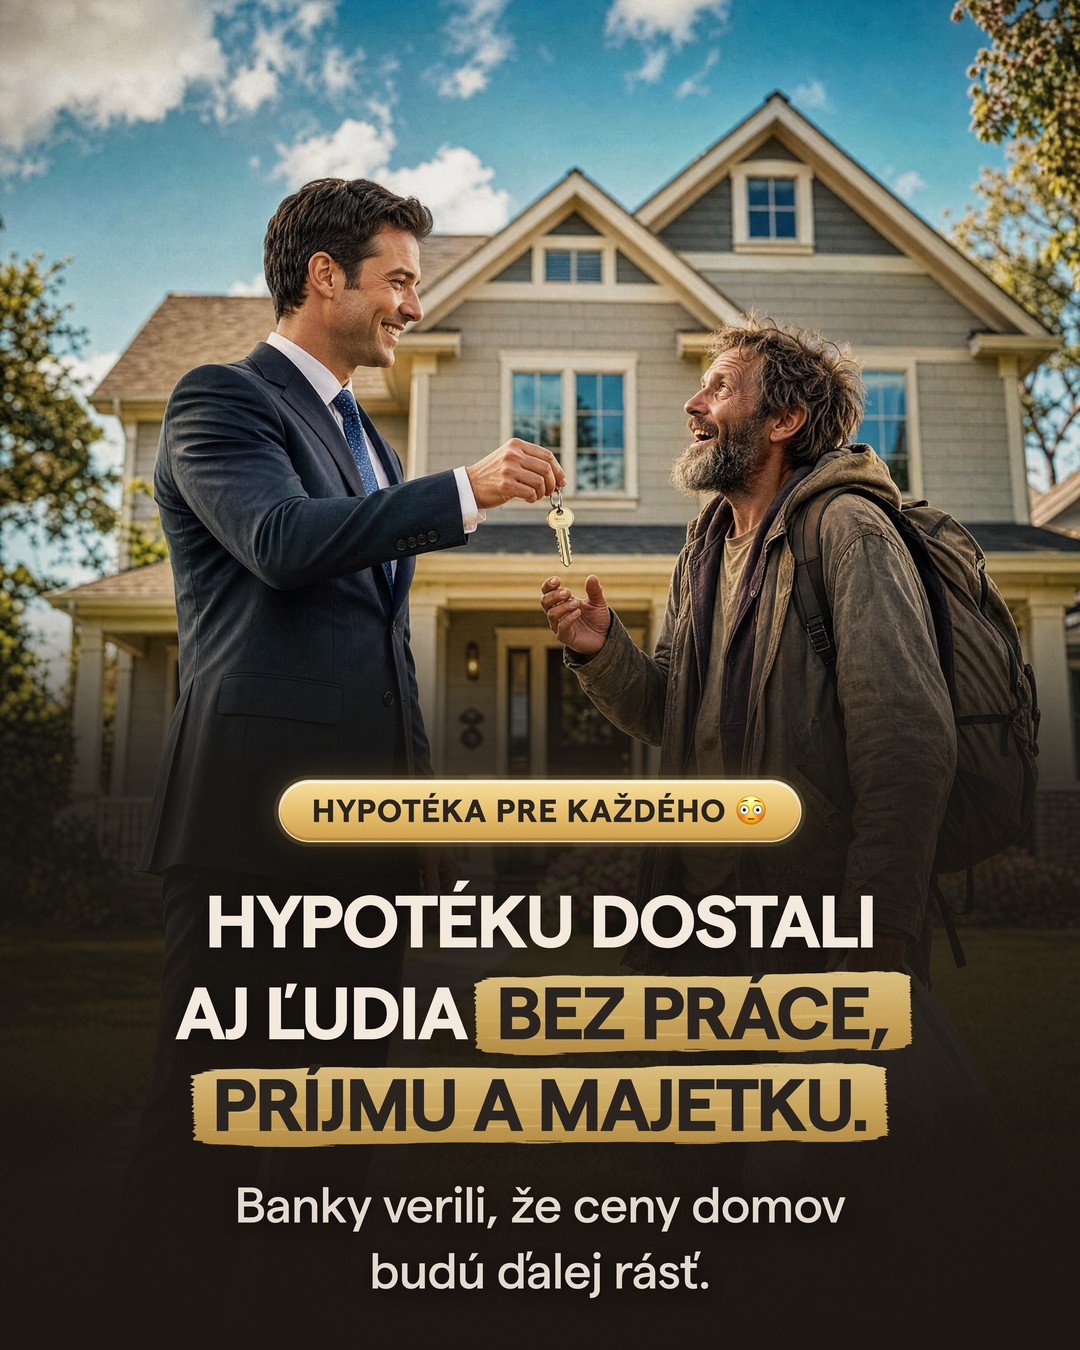 HYPOTÉKA PRE KAŽDÉHO 😳
HYPOTÉKU DOSTALI
AJ ĽUDIA BEZ PRÁCE,
PRÍJMU A MAJETKU.
Banky verili, že ceny domov
budú ďalej rásť.